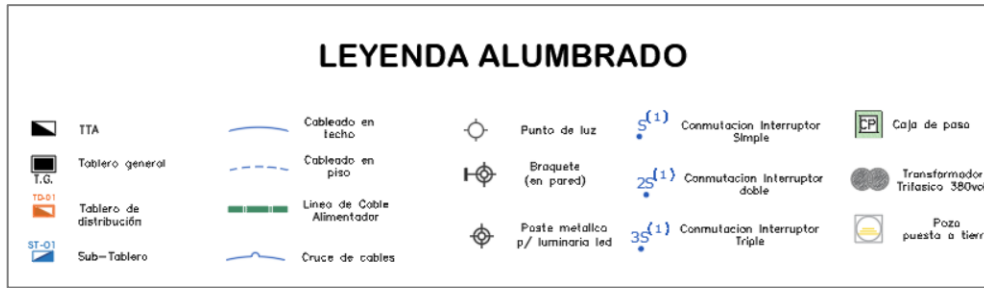 LEYENDA ALUMBRADO
TTA
Tablero general
T.G.
TD-01
Tablero de
distribución
ST-01
Sub-Tablero
Cableado en
techo
Cableado en
piso
Linea de Cable
Alimentador
Cruce de cables
Punto de luz
Braquete
(en pared)
Poste metalico
p/ luminaria led
S(1)
Conmutacion Interruptor
Simple
2S(1)
Conmutacion Interruptor
doble
3S(1)
Conmutacion Interruptor
Triple
CP
Caja de paso
Transformador
Trifasico 380vol
Pozo
puesta a tierr